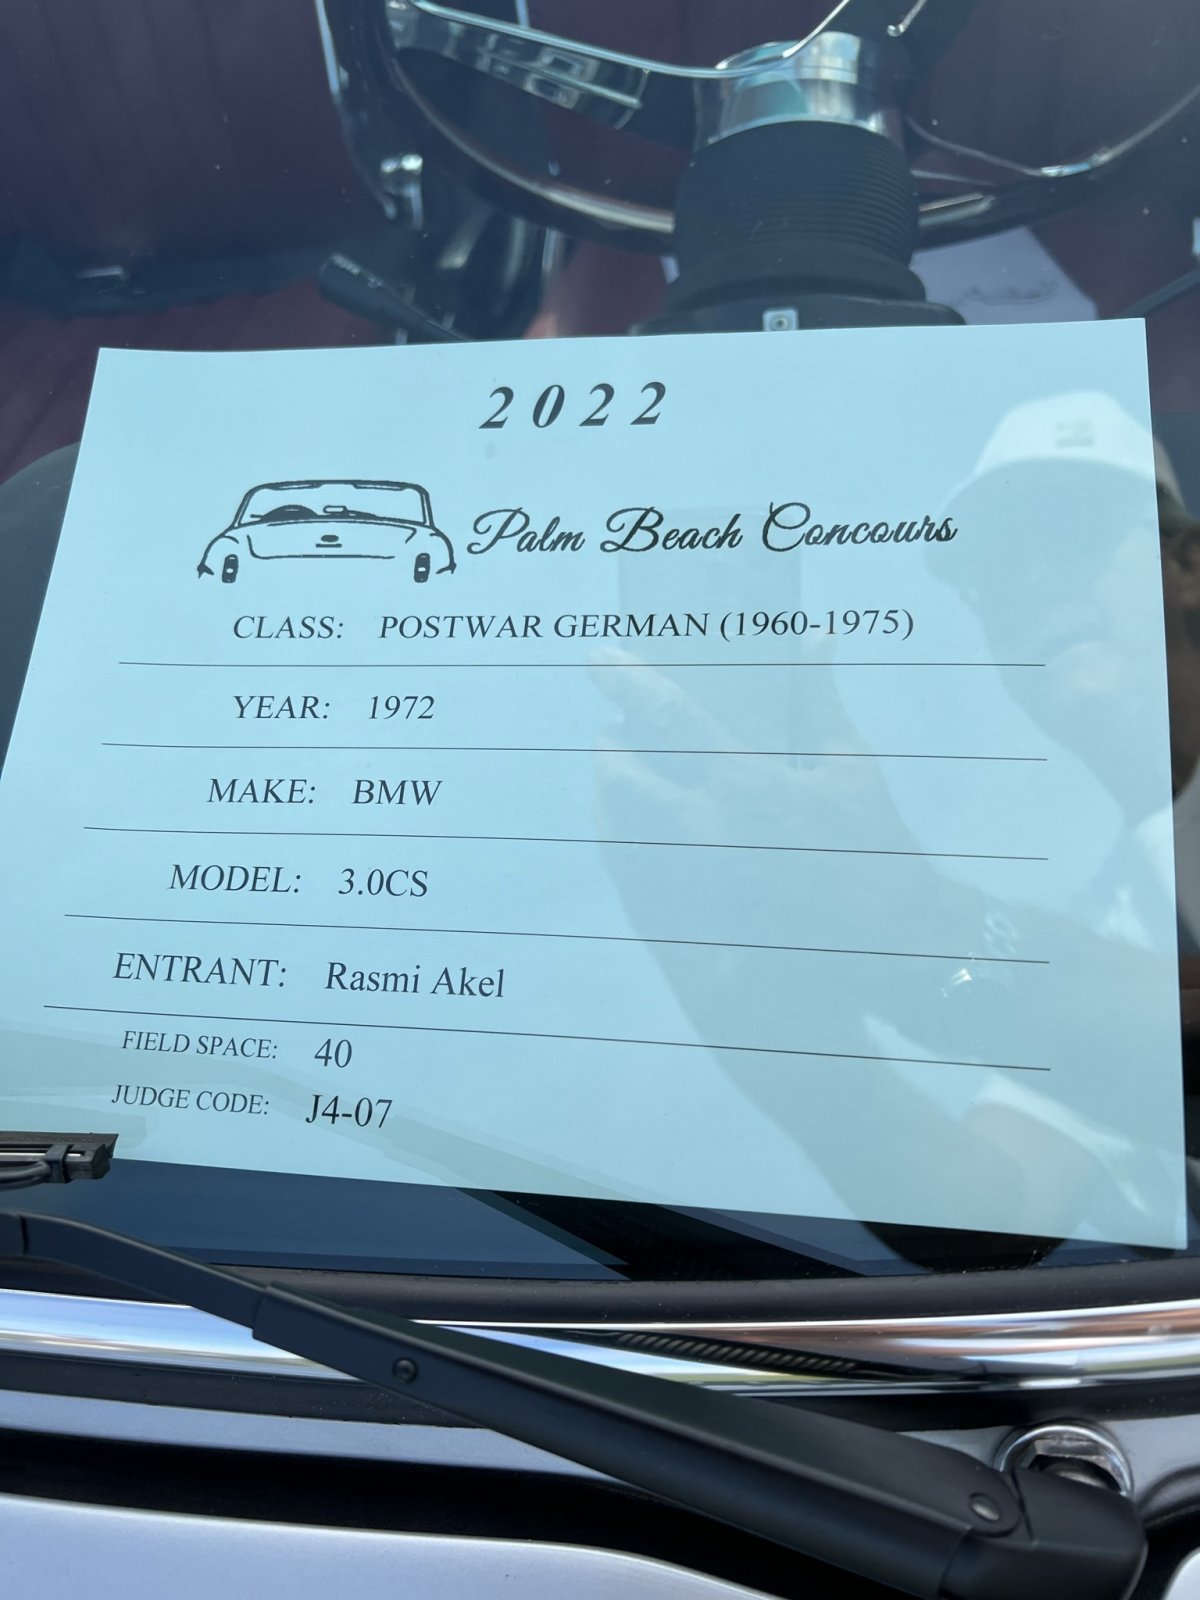 2022
Palm Beach Concours
CLASS: POSTWAR GERMAN (1960-1975)
YEAR: 1972
MAKE: BMW
MODEL: 3.0CS
ENTRANT: Rasmi Akel
FIELD SPACE: 40
JUDGE CODE: J4-07